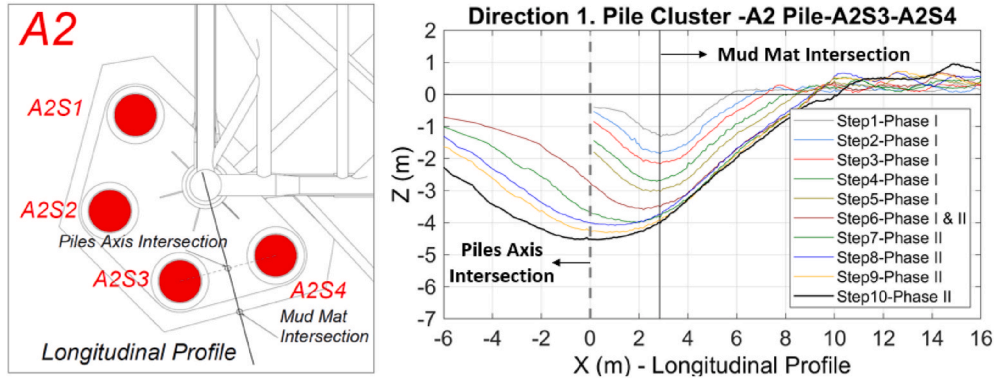 A2
A2S1
A2S2
Piles Axis
Intersection
A2S3
A2S4
Mud Mat
Intersection
Longitudinal Profile
Direction 1. Pile Cluster -A2 Pile-A2S3-A2S4
Mud Mat Intersection
Piles Axis
Intersection
Z (m)
2
1
0
-1
-2
-3
-4
-5
-6
-7
Step1-Phase I
Step2-Phase I
Step3-Phase I
Step4-Phase I
Step5-Phase I
Step6-Phase I & II
Step7-Phase II
Step8-Phase II
Step9-Phase II
Step10-Phase II
-6 -4 -2 0 2 4 6 8 10 12 14 16
X (m) - Longitudinal Profile